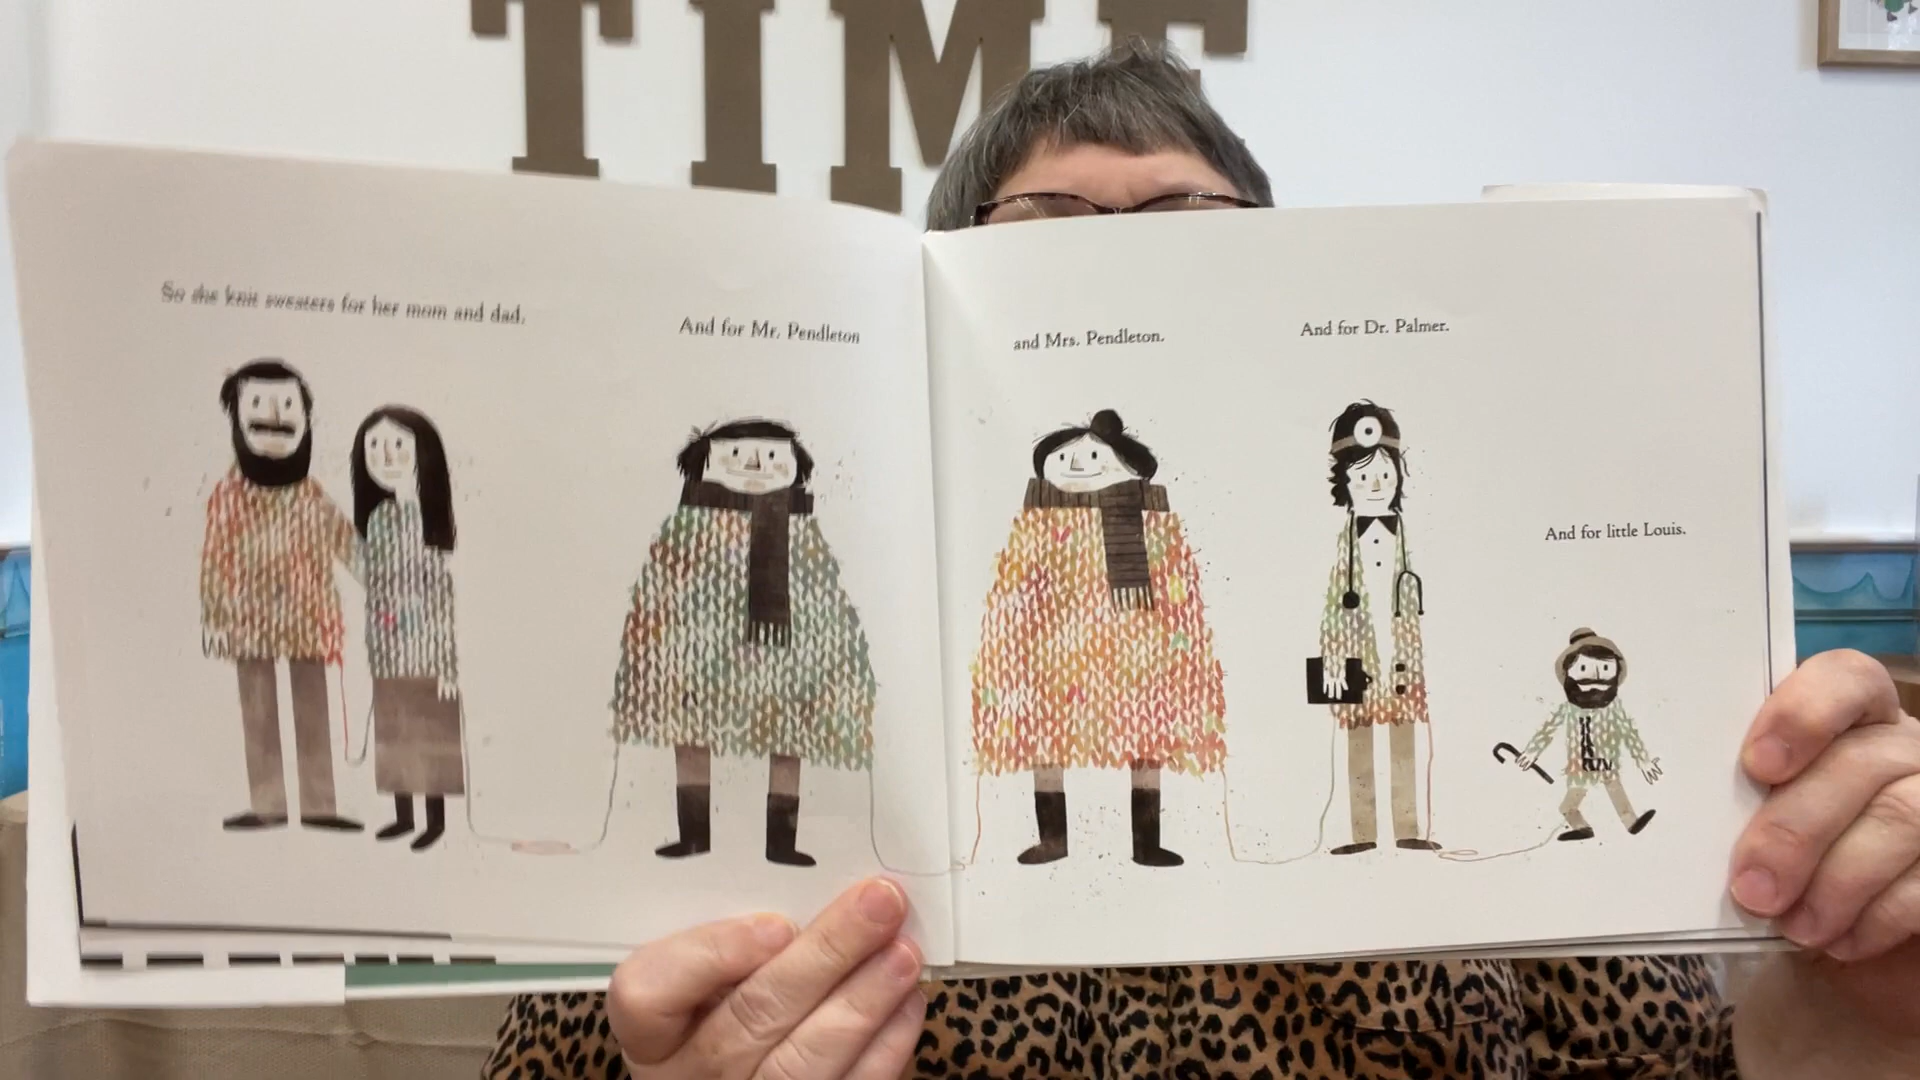 TIME
So she knit sweaters for her mom and dad.
And for Mr. Pendleton
and Mrs. Pendleton.
And for Dr. Palmer.
And for little Louis.